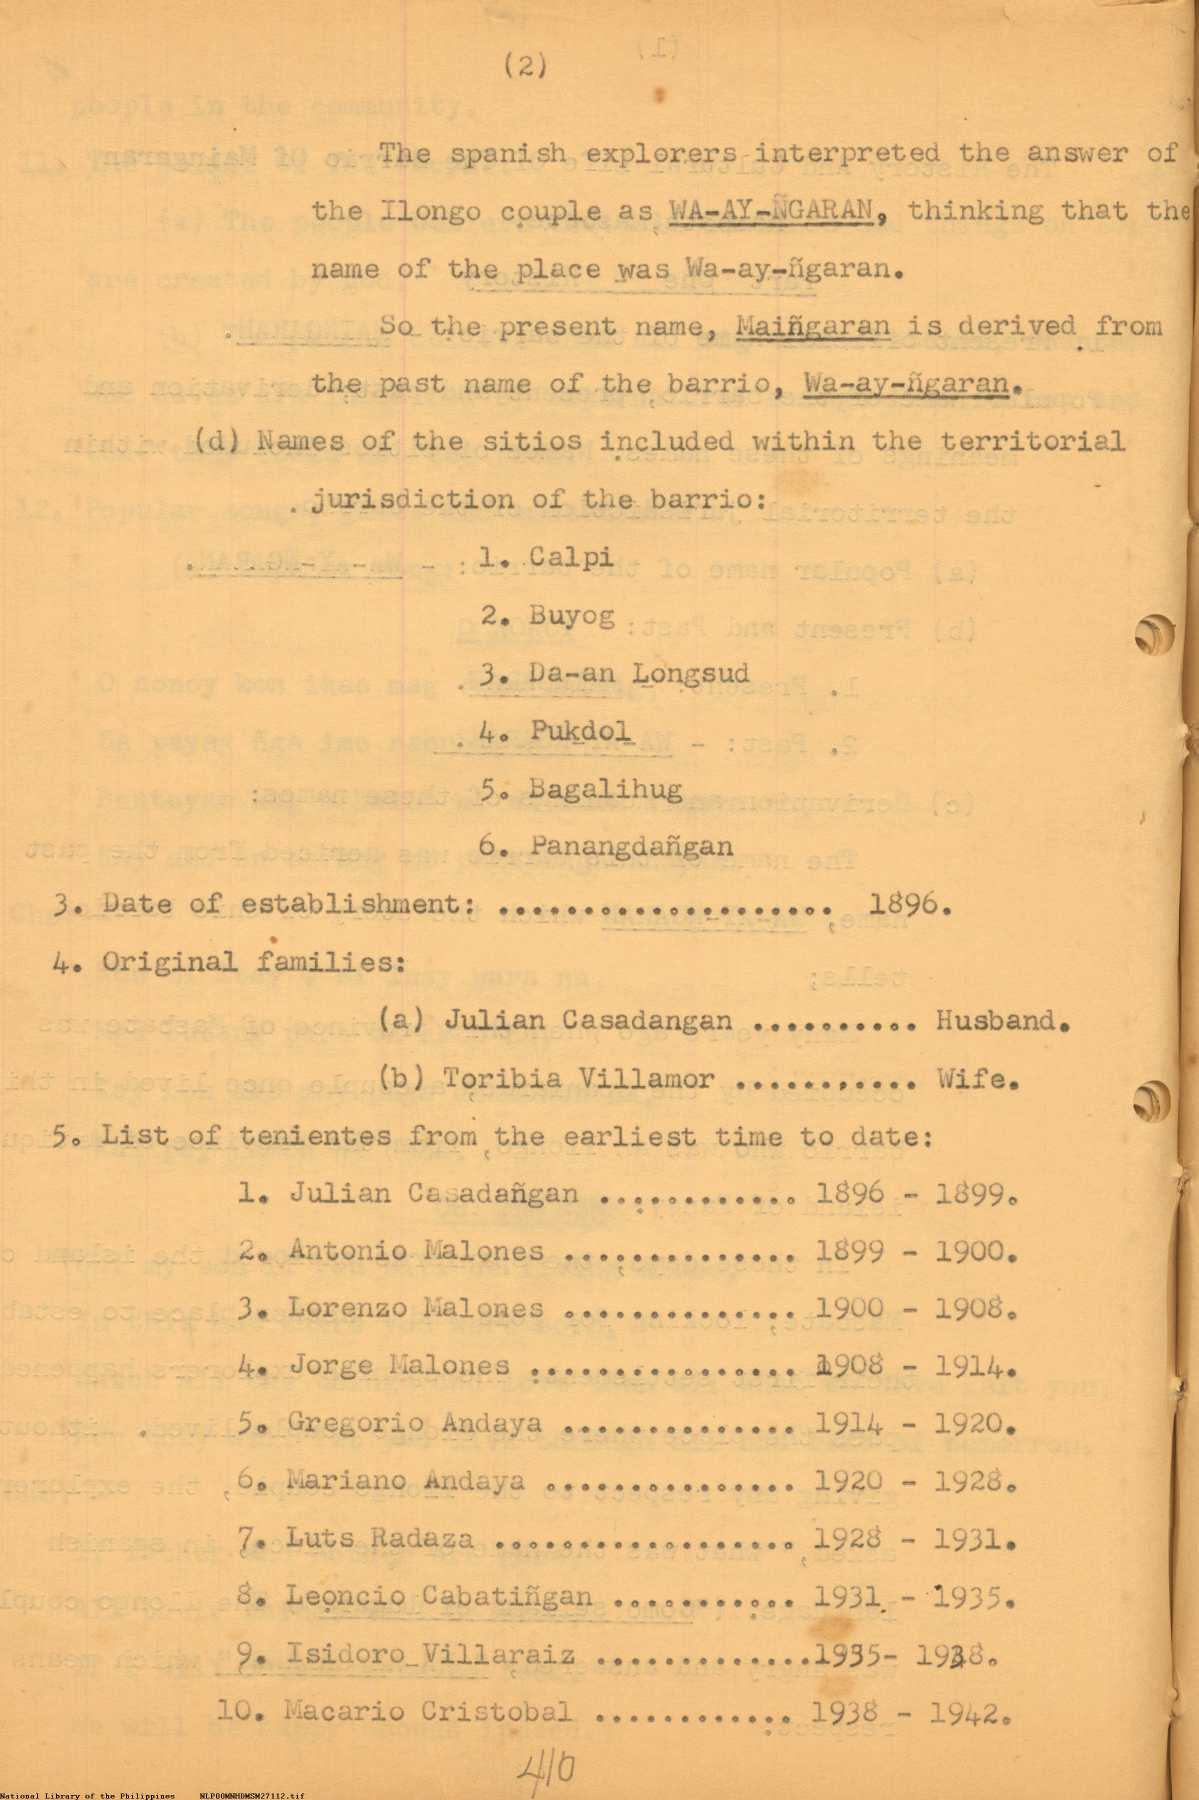 (2)
The spanish explorers interpreted the answer of
the Ilongo couple as WA-AY-ÑGARAN, thinking that the
name of the place was Wa-ay-ñgaran.
So the present name, Maiñgaran is derived from
the past name of the barrio, Wa-ay-ñgaran.
(d) Names of the sitios included within the territorial
jurisdiction of the barrio:
1. Calpi
2. Buyog
3. Da-an Longsud
4. Pukdol
5. Bagalihug
6. Panangdañgan
3. Date of establishment: .................... 1896.
4. Original families:
(a) Julian Casadangan .......... Husband.
(b) Toribia Villamor ........... Wife.
5. List of tenientes from the earliest time to date:
1. Julian Casadañgan ............ 1896 - 1899.
2. Antonio Malones .............. 1899 - 1900.
3. Lorenzo Malones .............. 1900 - 1908.
4. Jorge Malones ................ 1908 - 1914.
5. Gregorio Andaya .............. 1914 - 1920.
6. Mariano Andaya ............... 1920 - 1928.
7. Luts Radaza .................. 1928 - 1931.
8. Leoncio Cabatiñgan ........... 1931 - 1935.
9. Isidoro Villaraiz .............1935- 1938.
10. Macario Cristobal ............ 1938 - 1942.
410
National Library of the Philippines NLPOOMNHDMSM27112.tif